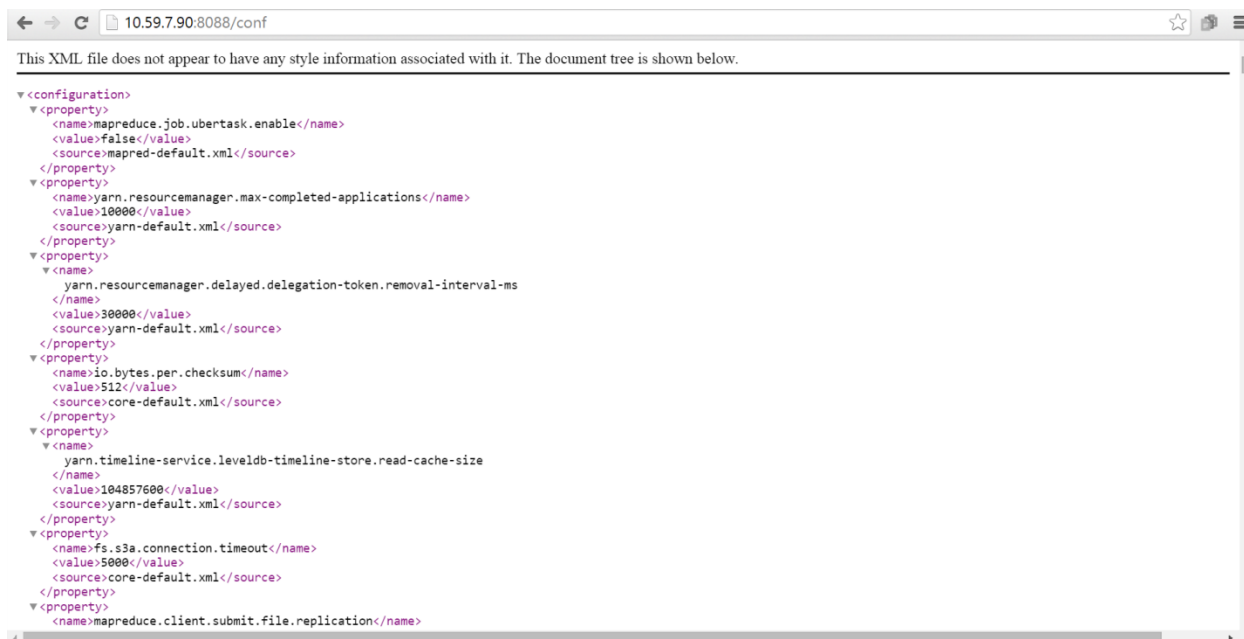 10.59.7.90:8088/conf
This XML file does not appear to have any style information associated with it. The document tree is shown below.
▼<configuration>
▼<property>
<name>mapreduce.job.ubertask.enable</name>
<value>false</value>
<source>mapred-default.xml</source>
</property>
▼<property>
<name>yarn.resourcemanager.max-completed-applications</name>
<value>10000</value>
<source>yarn-default.xml</source>
</property>
▼<property>
▼<name>
yarn.resourcemanager.delayed.delegation-token.removal-interval-ms
</name>
<value>30000</value>
<source>yarn-default.xml</source>
</property>
▼<property>
<name>io.bytes.per.checksum</name>
<value>512</value>
<source>core-default.xml</source>
</property>
▼<property>
▼<name>
yarn.timeline-service.leveldb-timeline-store.read-cache-size
</name>
<value>104857600</value>
<source>yarn-default.xml</source>
</property>
▼<property>
<name>fs.s3a.connection.timeout</name>
<value>5000</value>
<source>core-default.xml</source>
</property>
▼<property>
<name>mapreduce.client.submit.file.replication</name>